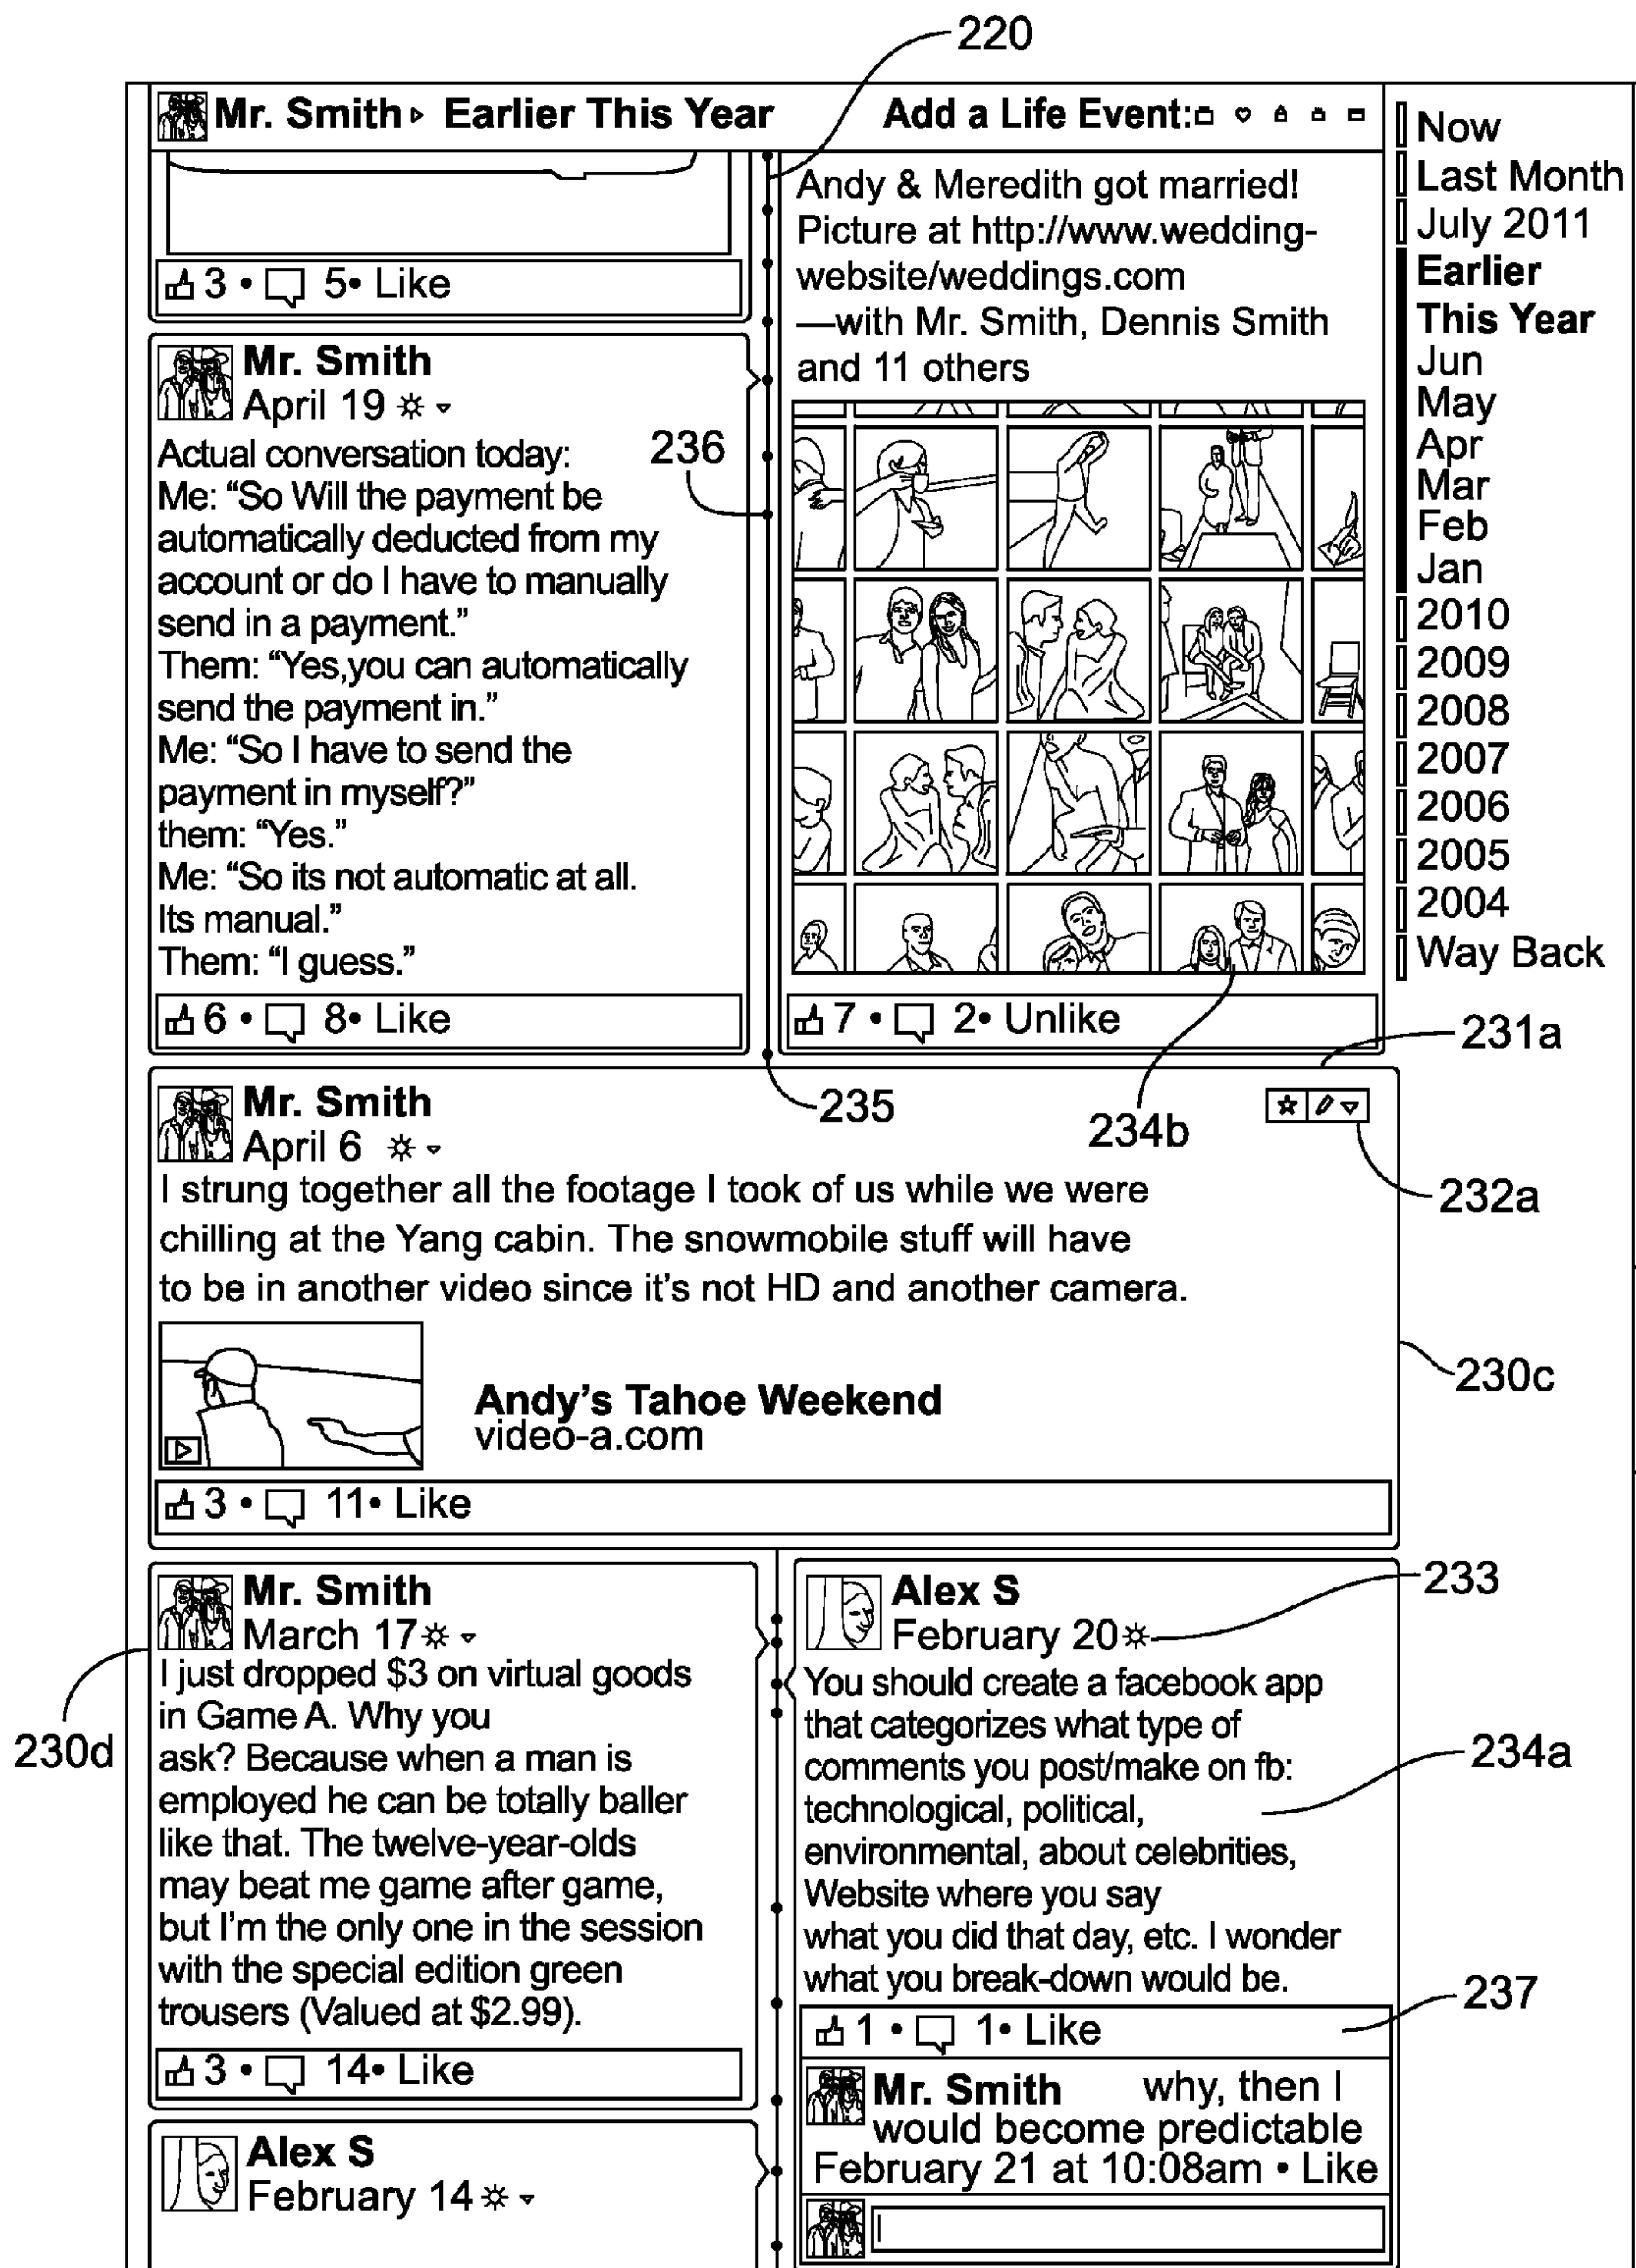 220
Mr. Smith ▹ Earlier This Year
Add a Life Event:
3 • 5• Like
Mr. Smith
April 19
Actual conversation today:
Me: “So Will the payment be
automatically deducted from my
account or do I have to manually
send in a payment.”
Them: “Yes,you can automatically
send the payment in.”
Me: “So I have to send the
payment in myself?”
them: “Yes.”
Me: “So its not automatic at all.
Its manual.”
Them: “I guess.”
6 • 8• Like
236
Andy & Meredith got married!
Picture at http://www.wedding-
website/weddings.com
—with Mr. Smith, Dennis Smith
and 11 others
7 • 2• Unlike
Now
Last Month
July 2011
Earlier
This Year
Jun
May
Apr
Mar
Feb
Jan
2010
2009
2008
2007
2006
2005
2004
Way Back
231a
235
234b
232a
Mr. Smith
April 6
I strung together all the footage I took of us while we were
chilling at the Yang cabin. The snowmobile stuff will have
to be in another video since it’s not HD and another camera.
Andy’s Tahoe Weekend
video-a.com
3 • 11• Like
230c
Mr. Smith
March 17
I just dropped $3 on virtual goods
in Game A. Why you
ask? Because when a man is
employed he can be totally baller
like that. The twelve-year-olds
may beat me game after game,
but I’m the only one in the session
with the special edition green
trousers (Valued at $2.99).
3 • 14• Like
230d
Alex S
February 14
Alex S
February 20
You should create a facebook app
that categorizes what type of
comments you post/make on fb:
technological, political,
environmental, about celebrities,
Website where you say
what you did that day, etc. I wonder
what you break-down would be.
1 • 1• Like
Mr. Smith why, then I
would become predictable
February 21 at 10:08am • Like
233
234a
237